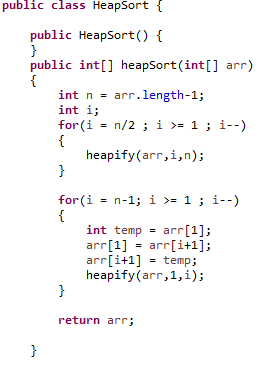 public class HeapSort {
public HeapSort() {
}
public int[] heapSort(int[] arr)
{
int n = arr.length-1;
int i;
for(i = n/2 ; i >= 1 ; i--)
{
heapify(arr,i,n);
}
for(i = n-1; i >= 1 ; i--)
{
int temp = arr[1];
arr[1] = arr[i+1];
arr[i+1] = temp;
heapify(arr,1,i);
}
return arr;
}